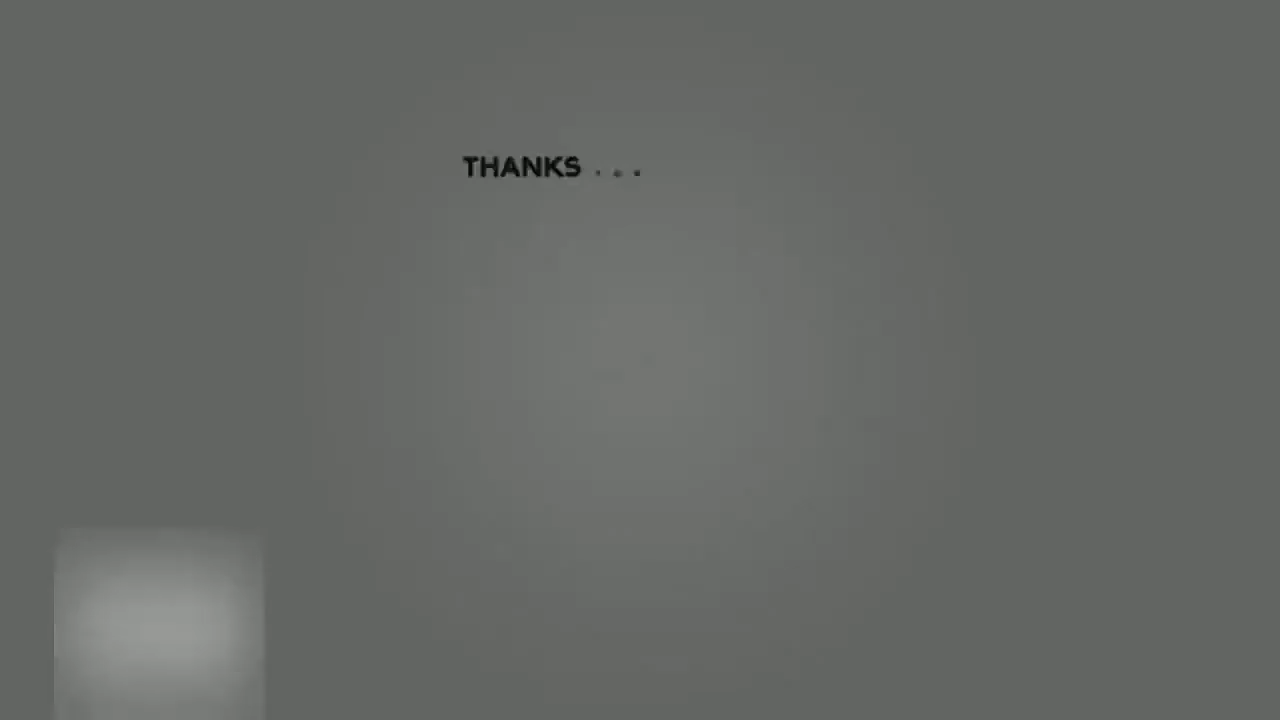 THANKS . . .